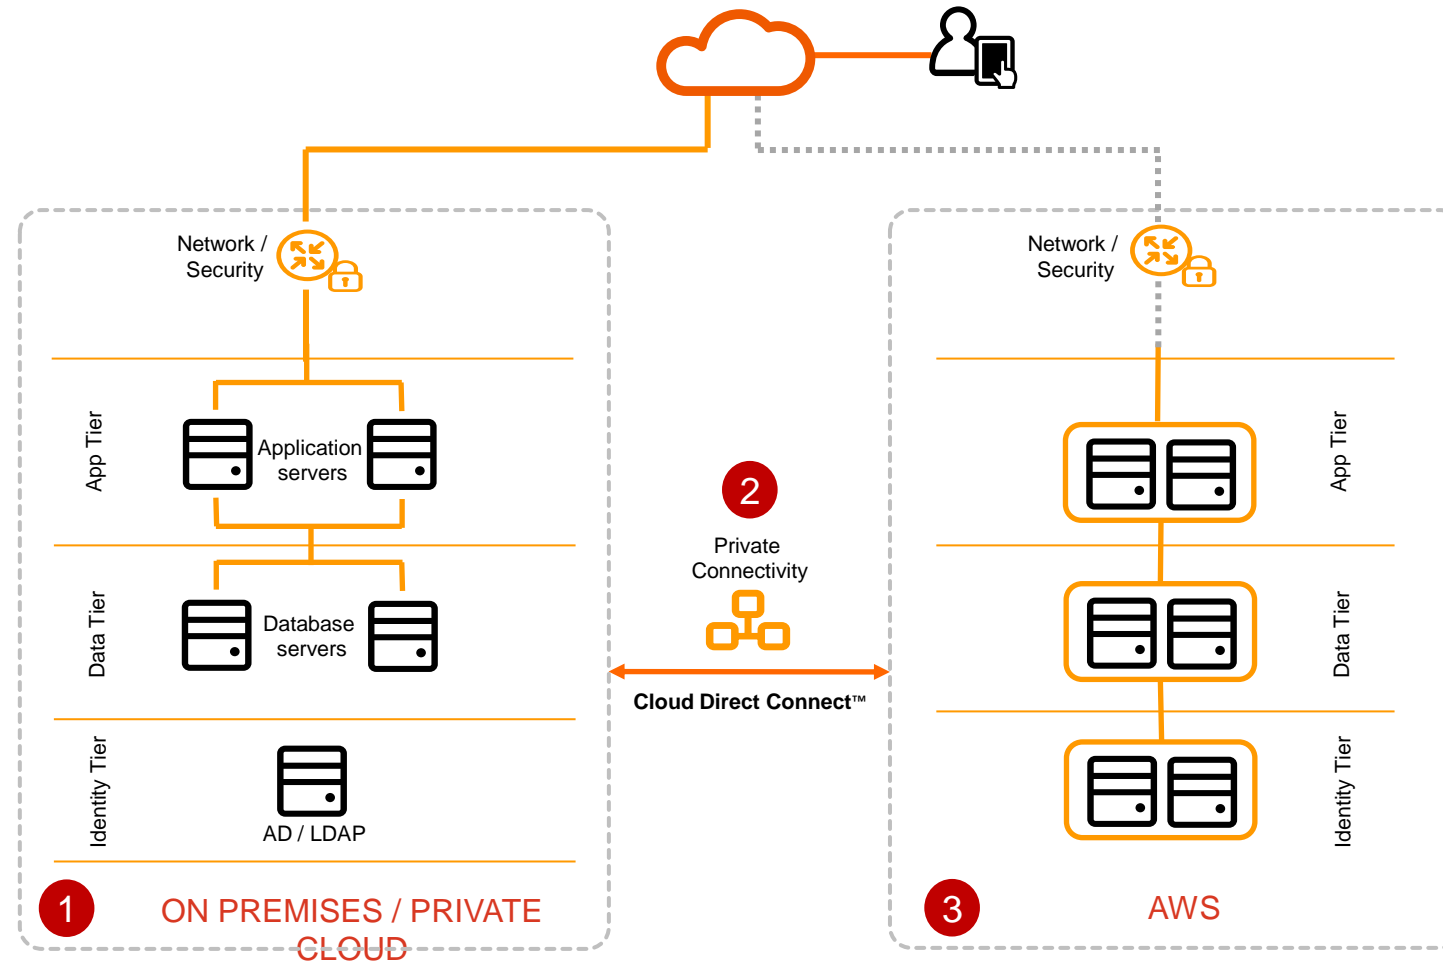 Network /
Security
App Tier
Application
servers
Data Tier
Database
servers
Identity Tier
AD / LDAP
1
ON PREMISES / PRIVATE
CLOUD
2
Private
Connectivity
Cloud Direct Connect™
Network /
Security
App Tier
Data Tier
Identity Tier
3
AWS